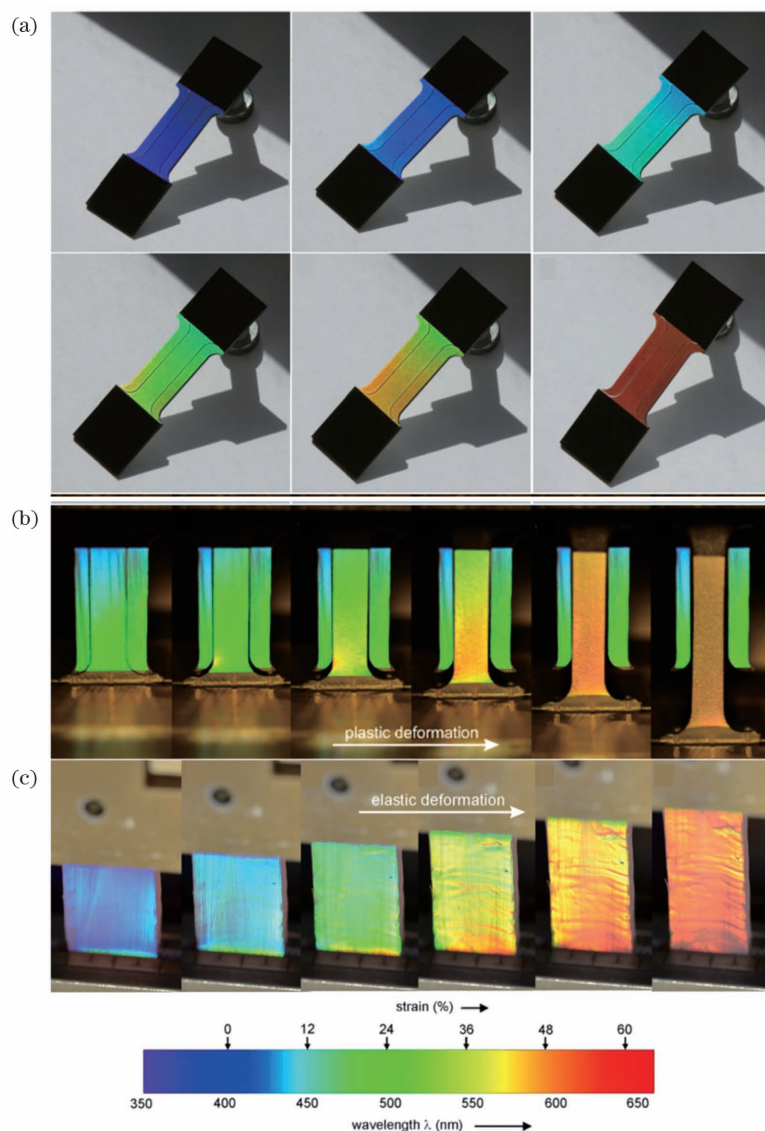 (a)
(b)
plastic deformation
(c)
elastic deformation
strain (%)
0 12 24 36 48 60
350 400 450 500 550 600 650
wavelength λ (nm)